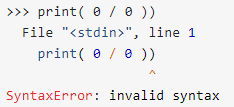 >>> print( 0 / 0 ))
  File "<stdin>", line 1
    print( 0 / 0 ))
                  ^
SyntaxError: invalid syntax